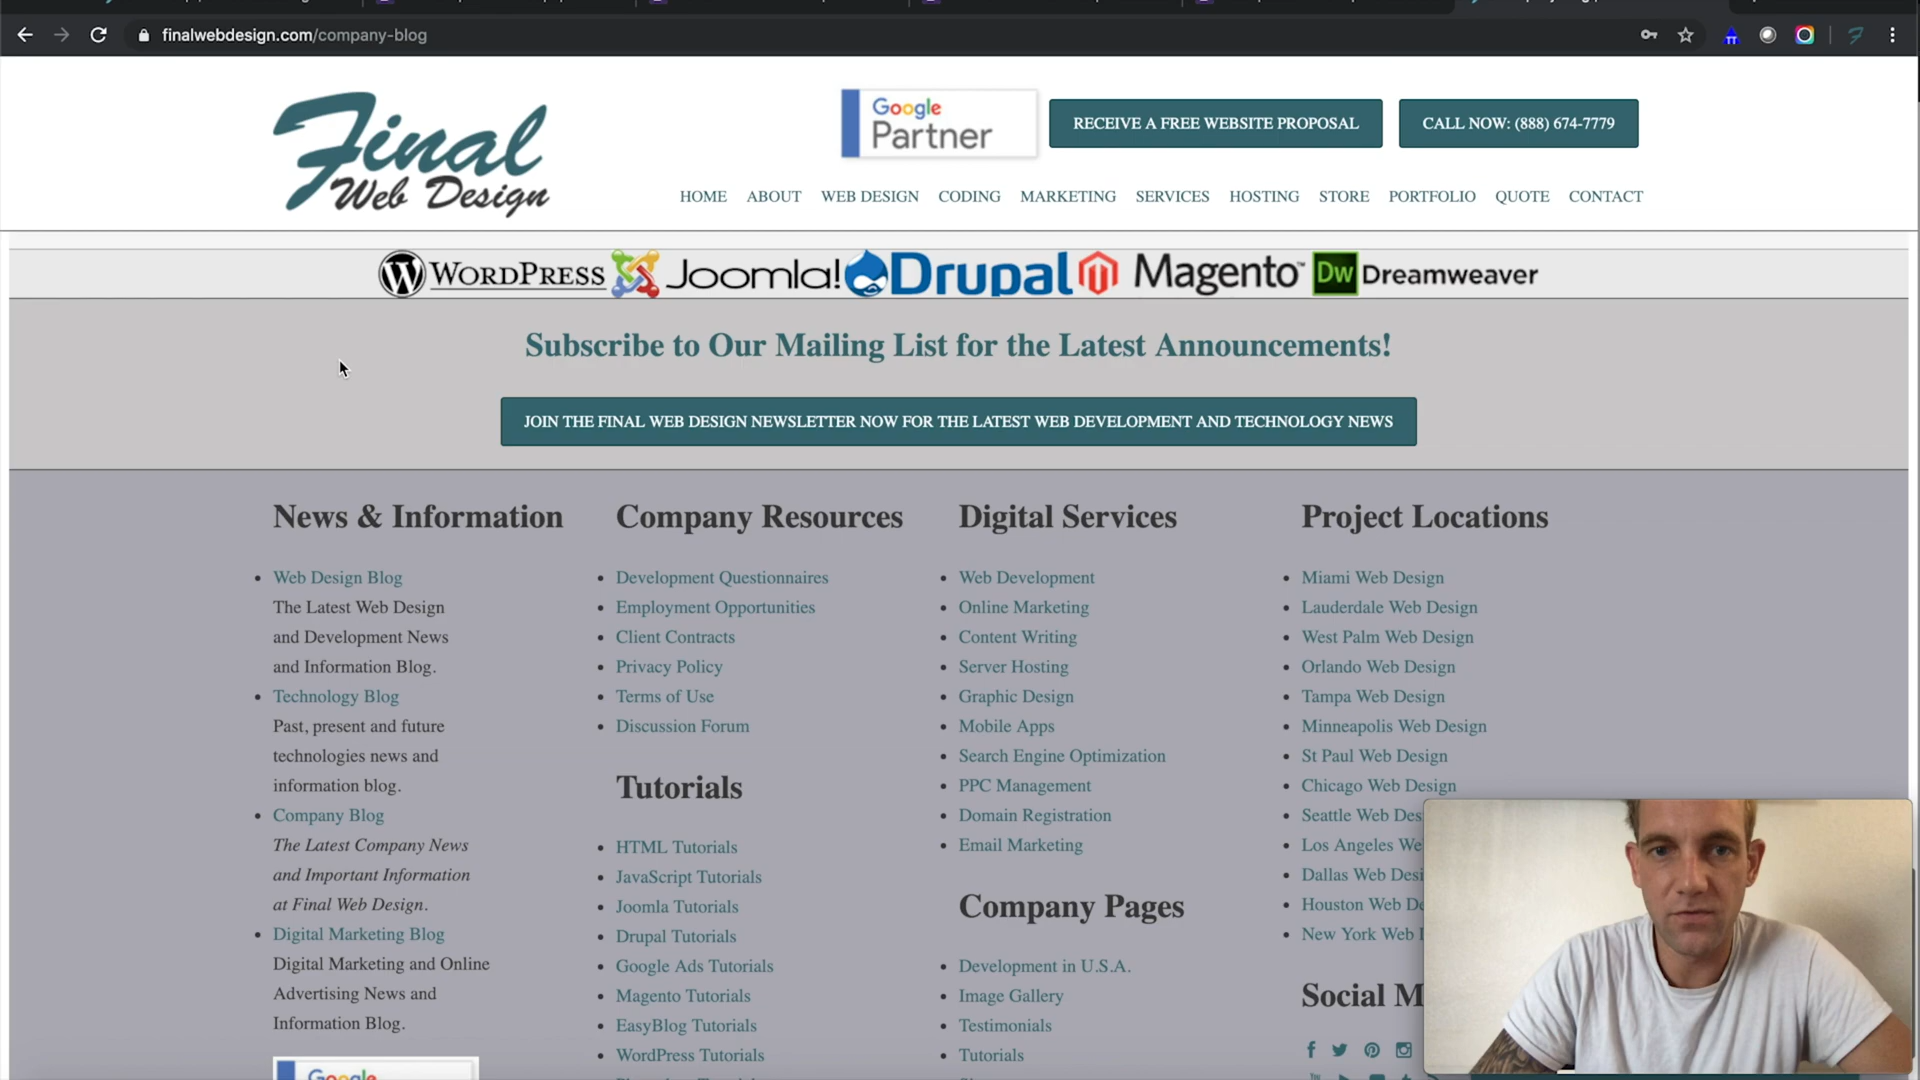 finalwebdesign.com/company-blog
Final
Web Design
Google
Partner
RECEIVE A FREE WEBSITE PROPOSAL
CALL NOW: (888) 674-7779
HOME ABOUT WEB DESIGN CODING MARKETING SERVICES HOSTING STORE PORTFOLIO QUOTE CONTACT
WORDPRESS Joomla! Drupal Magento™ Dw Dreamweaver
Subscribe to Our Mailing List for the Latest Announcements!
JOIN THE FINAL WEB DESIGN NEWSLETTER NOW FOR THE LATEST WEB DEVELOPMENT AND TECHNOLOGY NEWS
News & Information
Web Design Blog
The Latest Web Design
and Development News
and Information Blog.
Technology Blog
Past, present and future
technologies news and
information blog.
Company Blog
The Latest Company News
and Important Information
at Final Web Design.
Digital Marketing Blog
Digital Marketing and Online
Advertising News and
Information Blog.
Google
Company Resources
Development Questionnaires
Employment Opportunities
Client Contracts
Privacy Policy
Terms of Use
Discussion Forum
Tutorials
HTML Tutorials
JavaScript Tutorials
Joomla Tutorials
Drupal Tutorials
Google Ads Tutorials
Magento Tutorials
EasyBlog Tutorials
WordPress Tutorials
Digital Services
Web Development
Online Marketing
Content Writing
Server Hosting
Graphic Design
Mobile Apps
Search Engine Optimization
PPC Management
Domain Registration
Email Marketing
Company Pages
Development in U.S.A.
Image Gallery
Testimonials
Tutorials
Project Locations
Miami Web Design
Lauderdale Web Design
West Palm Web Design
Orlando Web Design
Tampa Web Design
Minneapolis Web Design
St Paul Web Design
Chicago Web Design
Seattle Web Des
Los Angeles We
Dallas Web Desi
Houston Web De
New York Web
Social M